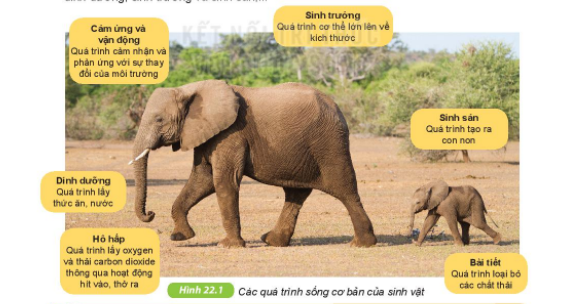 Cảm ứng và
vận động
Quá trình cảm nhận và
phản ứng với sự thay
đổi của môi trường
Sinh trưởng
Quá trình cơ thể lớn lên về
kích thước
Sinh sản
Quá trình tạo ra
con non
Dinh dưỡng
Quá trình lấy
thức ăn, nước
Hô hấp
Quá trình lấy oxygen
và thải carbon dioxide
thông qua hoạt động
hít vào, thở ra
Bài tiết
Quá trình loại bỏ
các chất thải
Hình 22.1 Các quá trình sống cơ bản của sinh vật